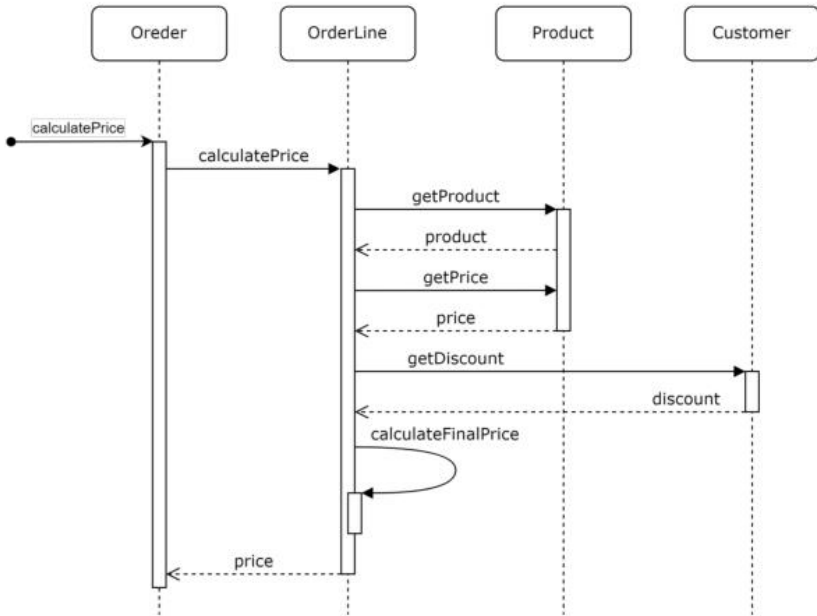 Oreder
OrderLine
Product
Customer
calculatePrice
calculatePrice
getProduct
product
getPrice
price
getDiscount
discount
calculateFinalPrice
price